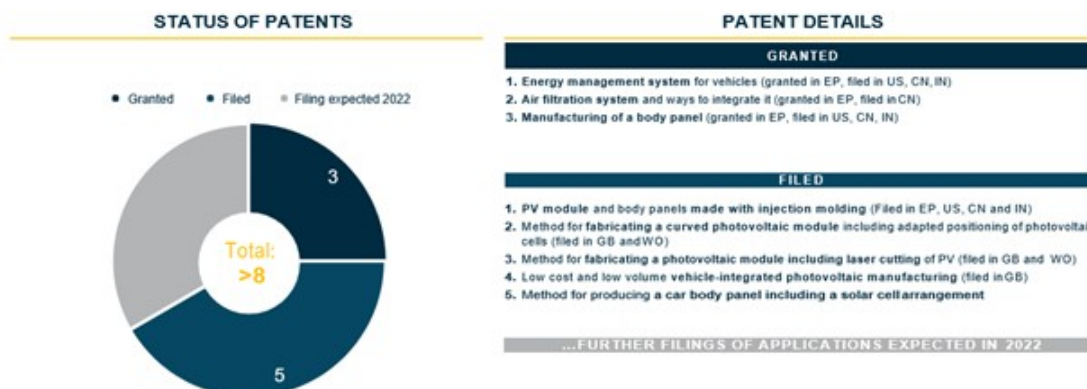 STATUS OF PATENTS
Granted
Filed
Filing expected 2022
3
Total:
>8
5
PATENT DETAILS
GRANTED
1. Energy management system for vehicles (granted in EP, filed in US, CN, IN)
2. Air filtration system and ways to integrate it (granted in EP, filed in CN)
3. Manufacturing of a body panel (granted in EP, filed in US, CN, IN)
FILED
1. PV module and body panels made with injection molding (Filed in EP, US, CN and IN)
2. Method for fabricating a curved photovoltaic module including adapted positioning of photovoltai
cells (filed in GB and WO)
3. Method for fabricating a photovoltaic module including laser cutting of PV (filed in GB and WO)
4. Low cost and low volume vehicle-integrated photovoltaic manufacturing (filed in GB)
5. Method for producing a car body panel including a solar cell arrangement
...FURTHER FILINGS OF APPLICATIONS EXPECTED IN 2022